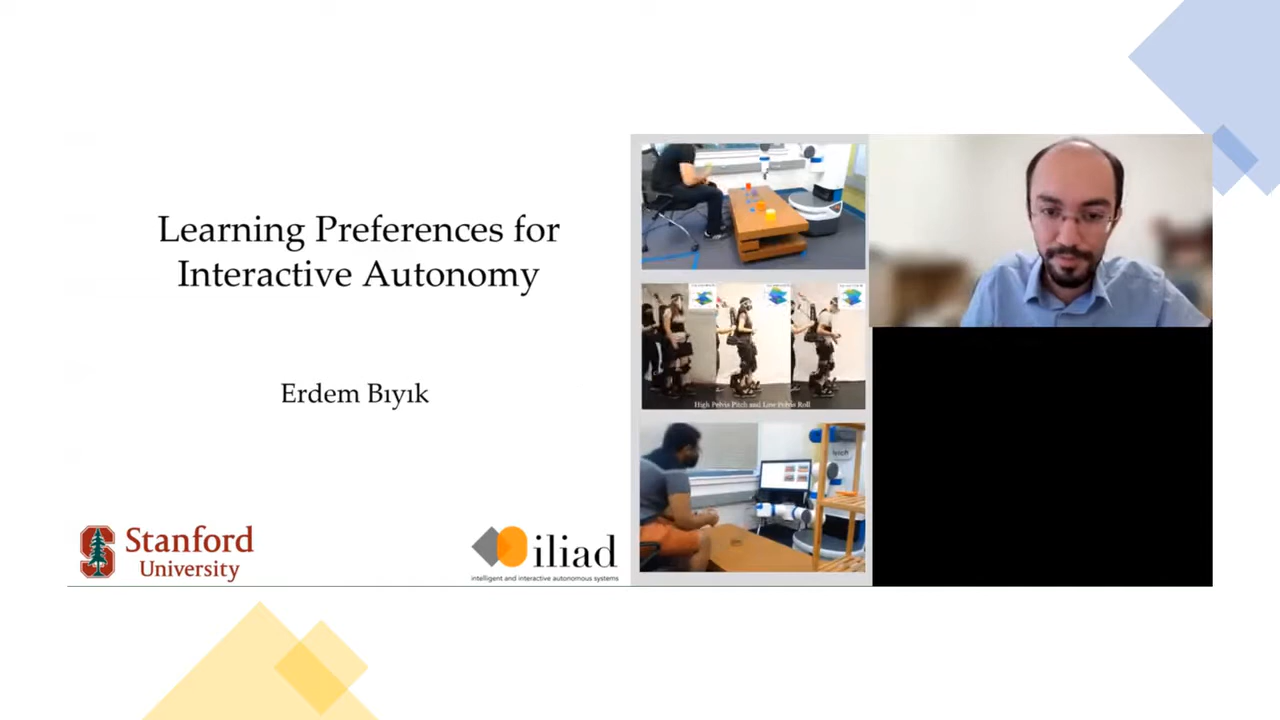 Learning Preferences for
Interactive Autonomy
Erdem Bıyık
Stanford
University
iliad
intelligent and interactive autonomous systems
High Pelvis Pitch and Low Pelvis Roll
fetch